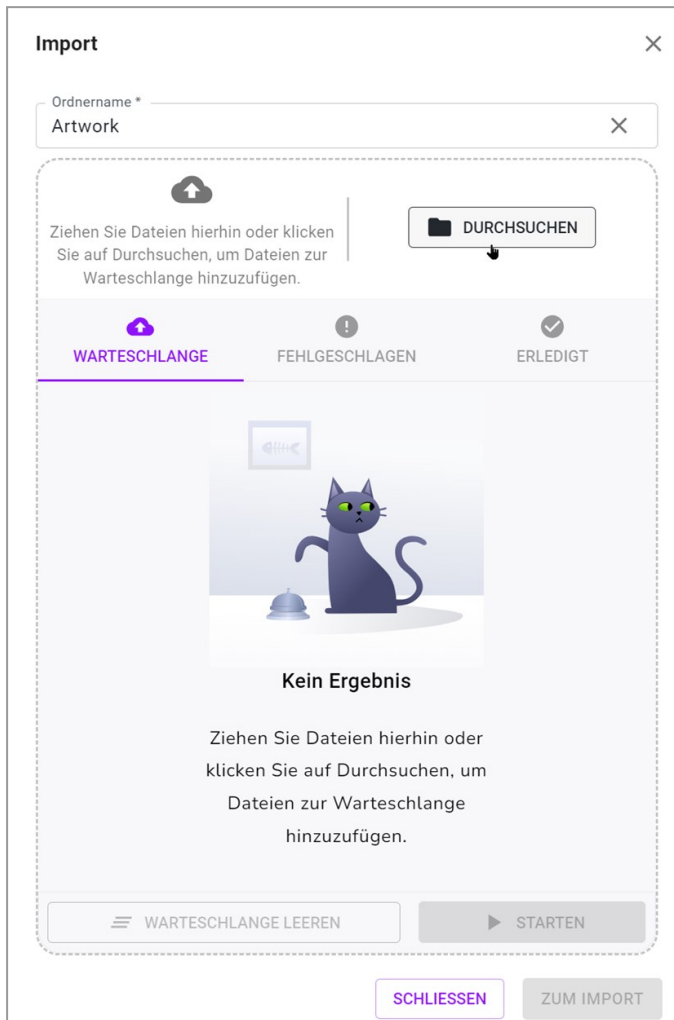 Import
Ordnername *
Artwork
Ziehen Sie Dateien hierhin oder klicken
Sie auf Durchsuchen, um Dateien zur
Warteschlange hinzuzufügen.
DURCHSUCHEN
WARTESCHLANGE
FEHLGESCHLAGEN
ERLEDIGT
Kein Ergebnis
Ziehen Sie Dateien hierhin oder
klicken Sie auf Durchsuchen, um
Dateien zur Warteschlange
hinzuzufügen.
WARTESCHLANGE LEEREN
STARTEN
SCHLIESSEN
ZUM IMPORT